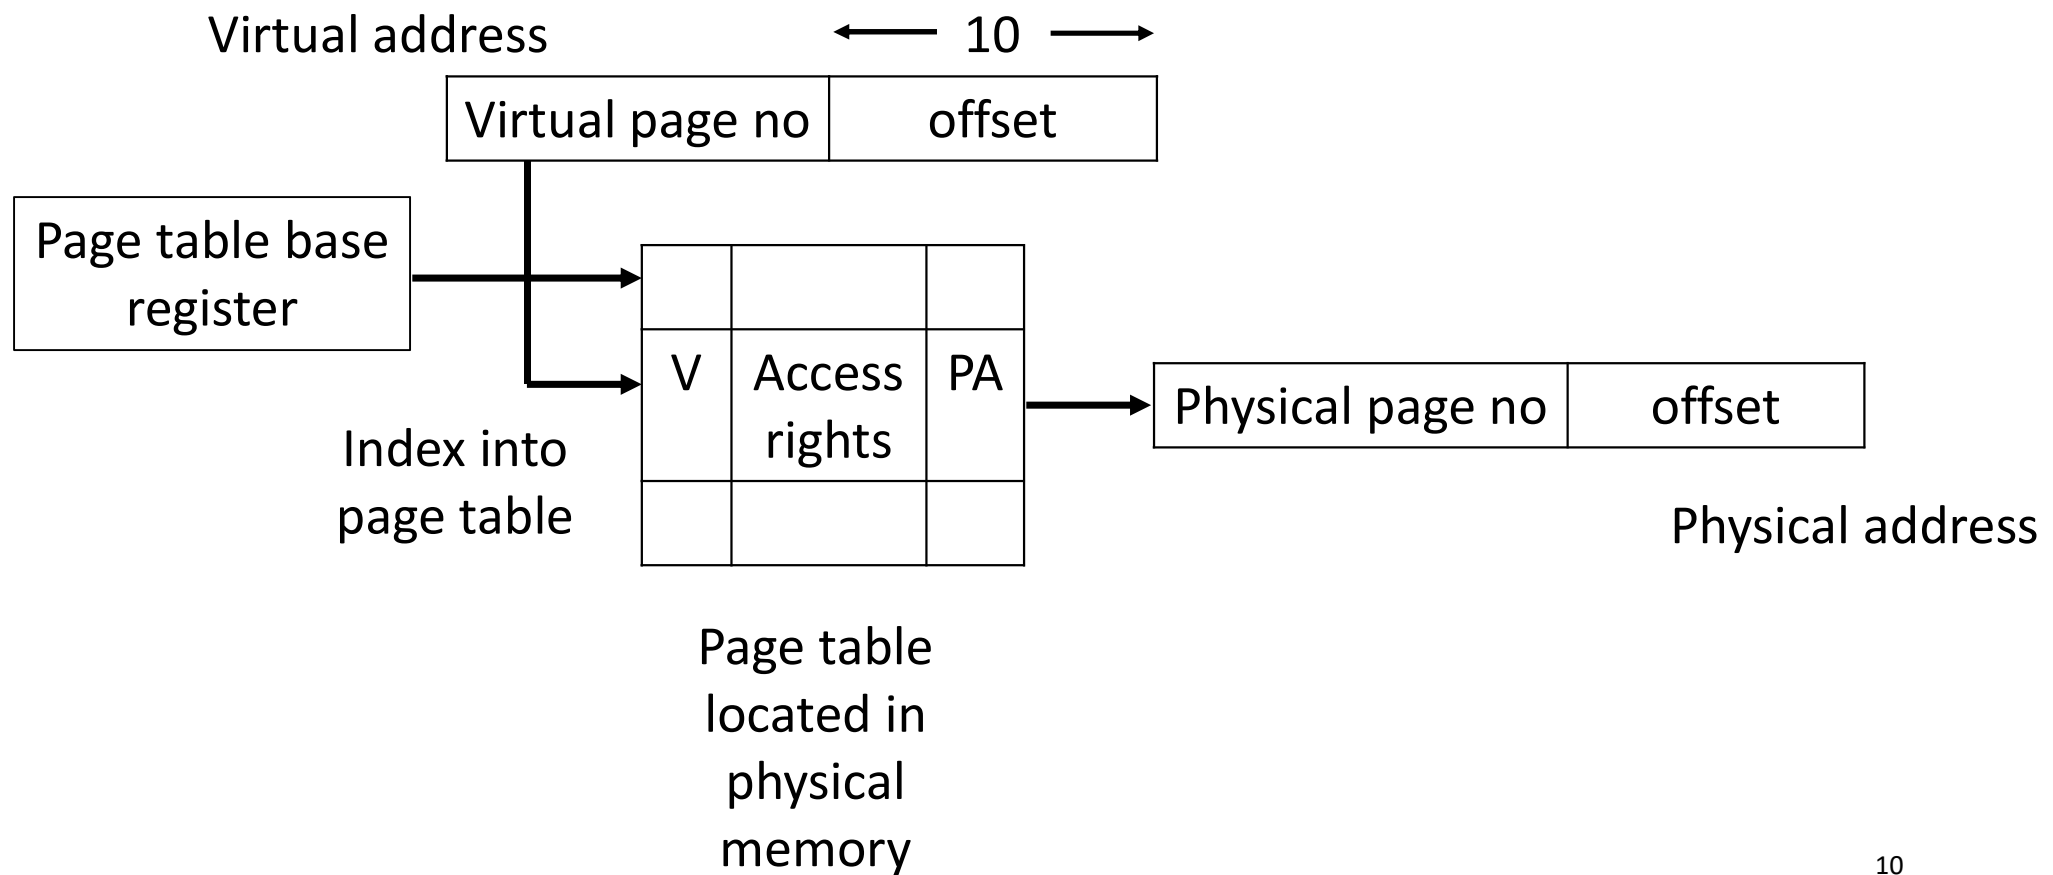 Virtual address
10
Virtual page no
offset
Page table base
register
V
Access
rights
PA
Physical page no
offset
Index into
page table
Physical address
Page table
located in
physical
memory
10